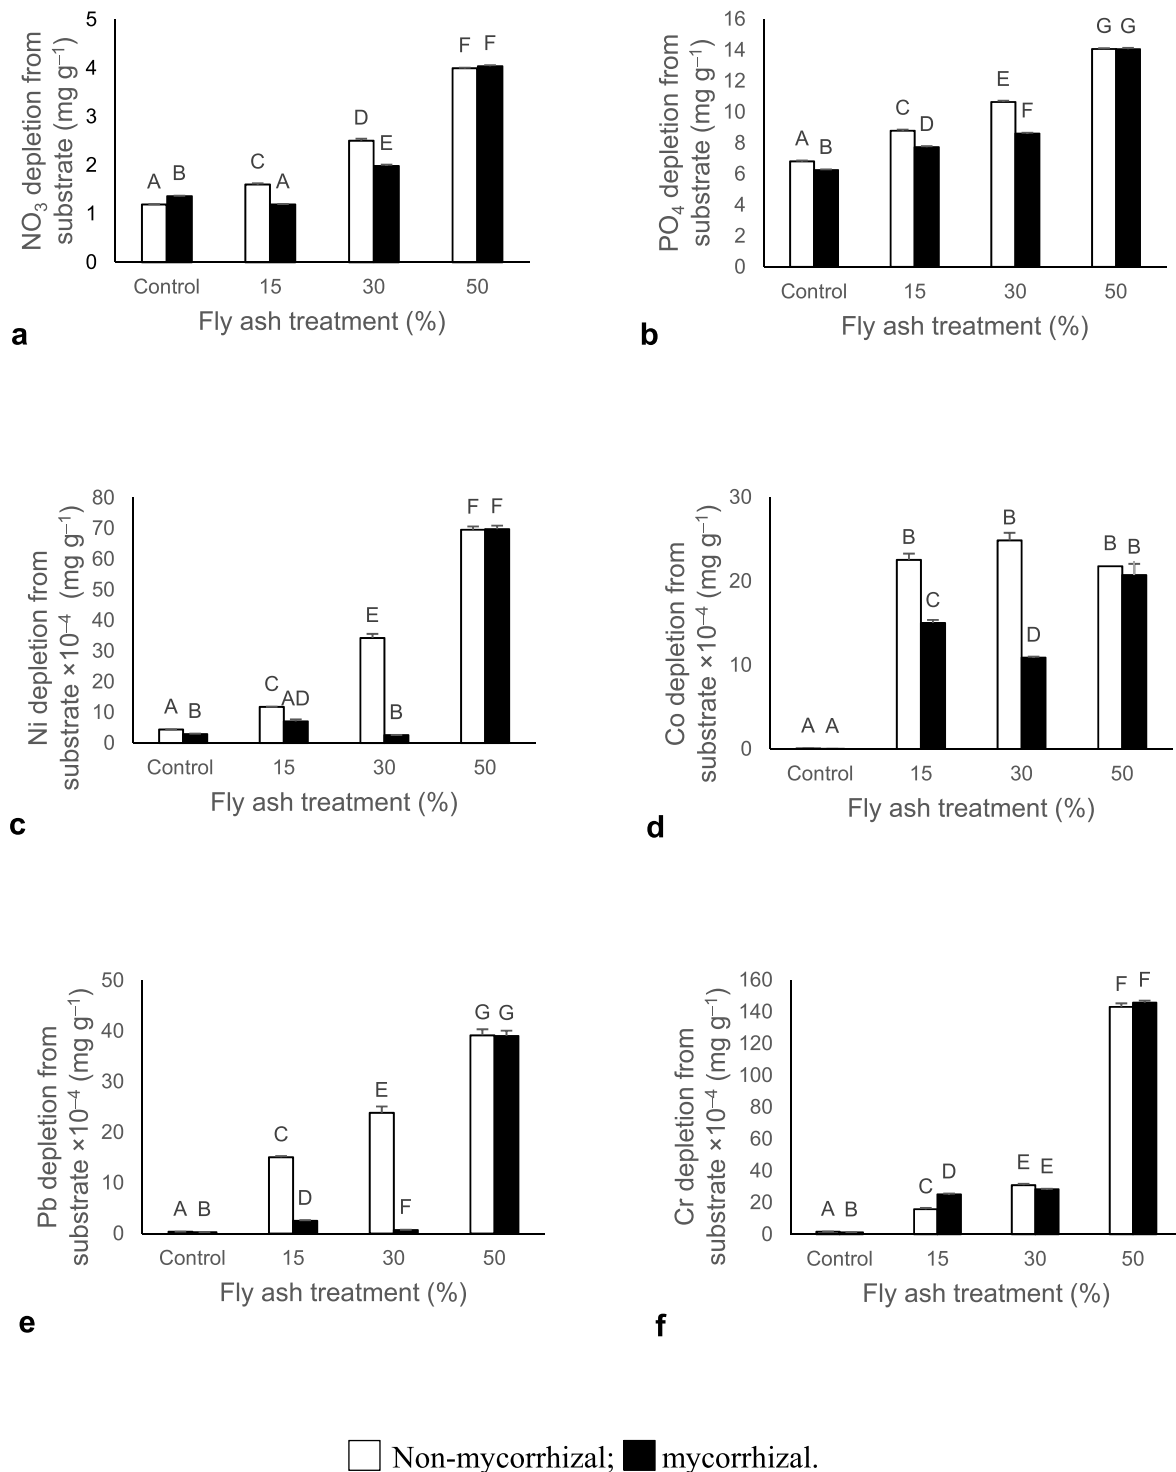 NO3 depletion from
substrate (mg g–1)
5
4
3
2
1
0
A B C A D E F F
Control 15 30 50
Fly ash treatment (%)
a
PO4 depletion from
substrate (mg g–1)
16
14
12
10
8
6
4
2
0
A B C D E F G G
Control 15 30 50
Fly ash treatment (%)
b
Ni depletion from
substrate ×10–4 (mg g–1)
80
70
60
50
40
30
20
10
0
A B C AD E B F F
Control 15 30 50
Fly ash treatment (%)
c
Co depletion from
substrate ×10–4 (mg g–1)
30
20
10
0
A A B C B D B B
Control 15 30 50
Fly ash treatment (%)
d
Pb depletion from
substrate ×10–4 (mg g–1)
50
40
30
20
10
0
A B C D E F G G
Control 15 30 50
Fly ash treatment (%)
e
Cr depletion from
substrate ×10–4 (mg g–1)
160
140
120
100
80
60
40
20
0
A B C D E E F F
Control 15 30 50
Fly ash treatment (%)
f
Non-mycorrhizal; mycorrhizal.